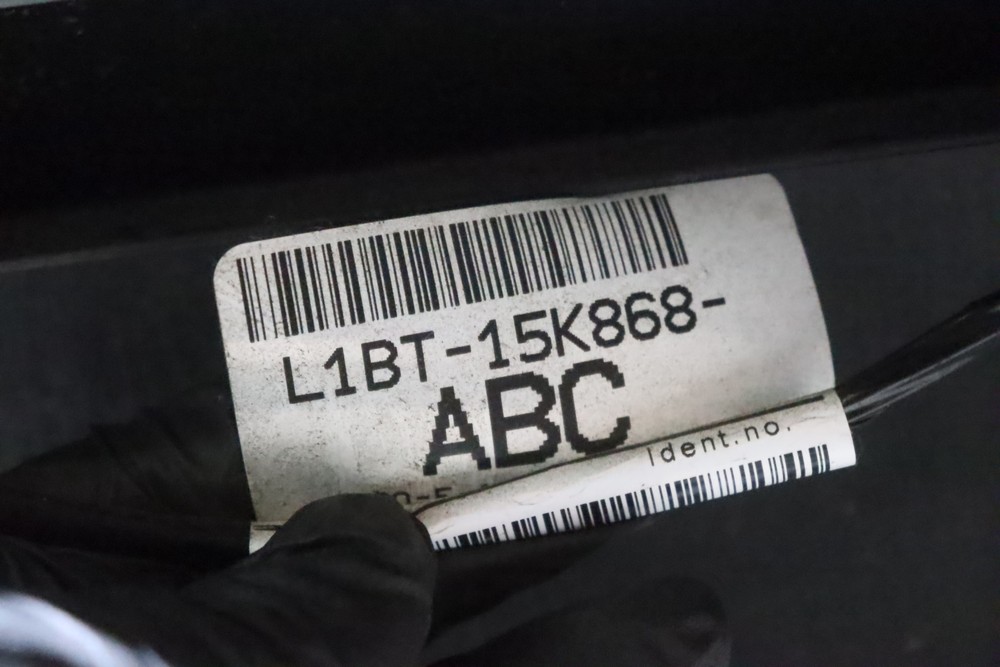 L1BT-15K868-
ABC
Ident.no.